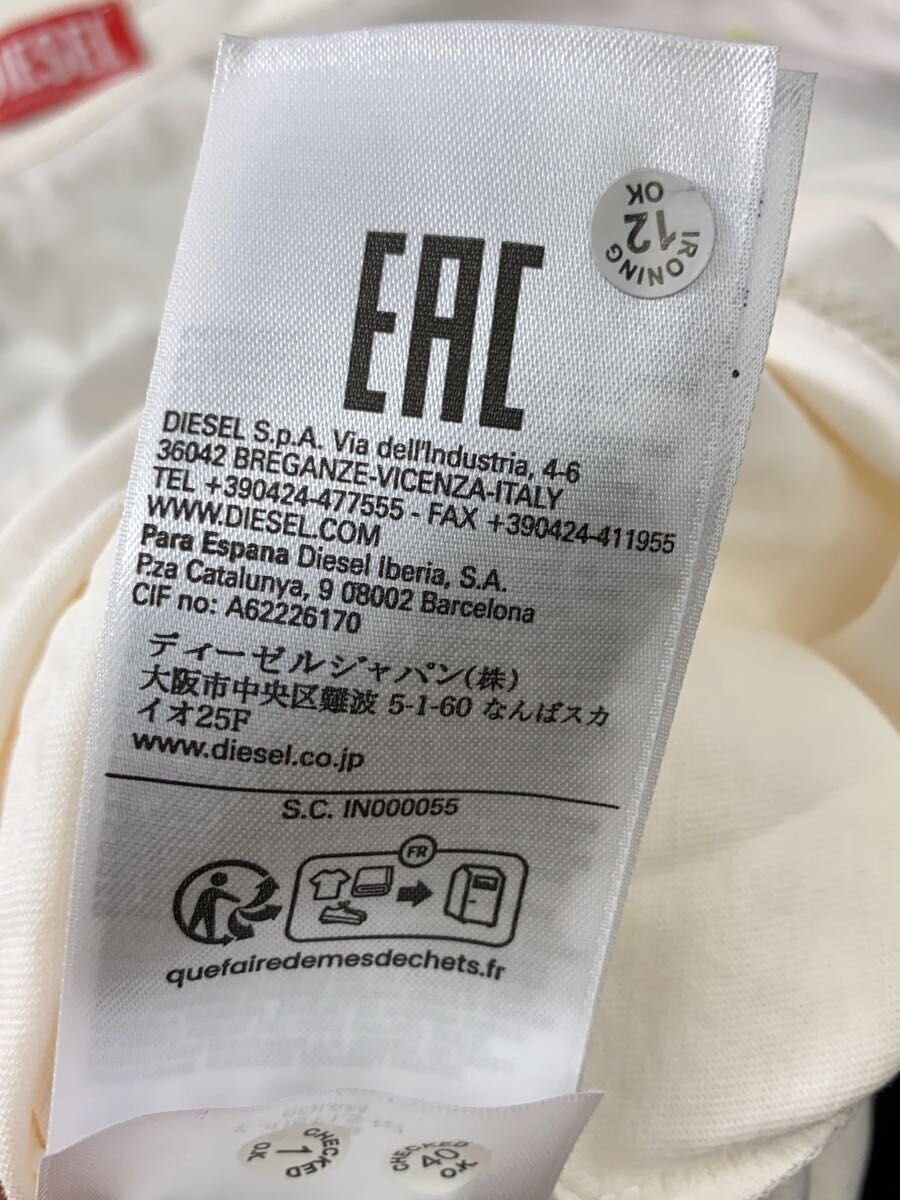 DIESEL
IRONING
12
OK
EAC
DIESEL S.p.A. Via dell'Industria, 4-6
36042 BREGANZE-VICENZA-ITALY
TEL +390424-477555 - FAX +390424-411955
WWW.DIESEL.COM
Para Espana Diesel Iberia, S.A.
P.za Catalunya, 9 08002 Barcelona
CIF no: A62226170
ディーゼルジャパン(株)
大阪市中央区難波 5-1-60 なんばスカ
イオ25F
www.diesel.co.jp
S.C. IN000055
FR
quefairedemesdechets.fr
CHECKED
1
OK
CHECKED
40
OK